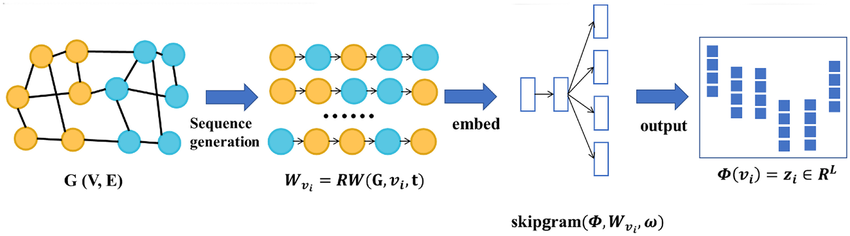 G (V, E)
Sequence
generation
......
W_{v_i} = RW(G, v_i, t)
embed
skipgram(Φ, W_{v_i}, ω)
output
Φ(v_i) = z_i ∈ R^L